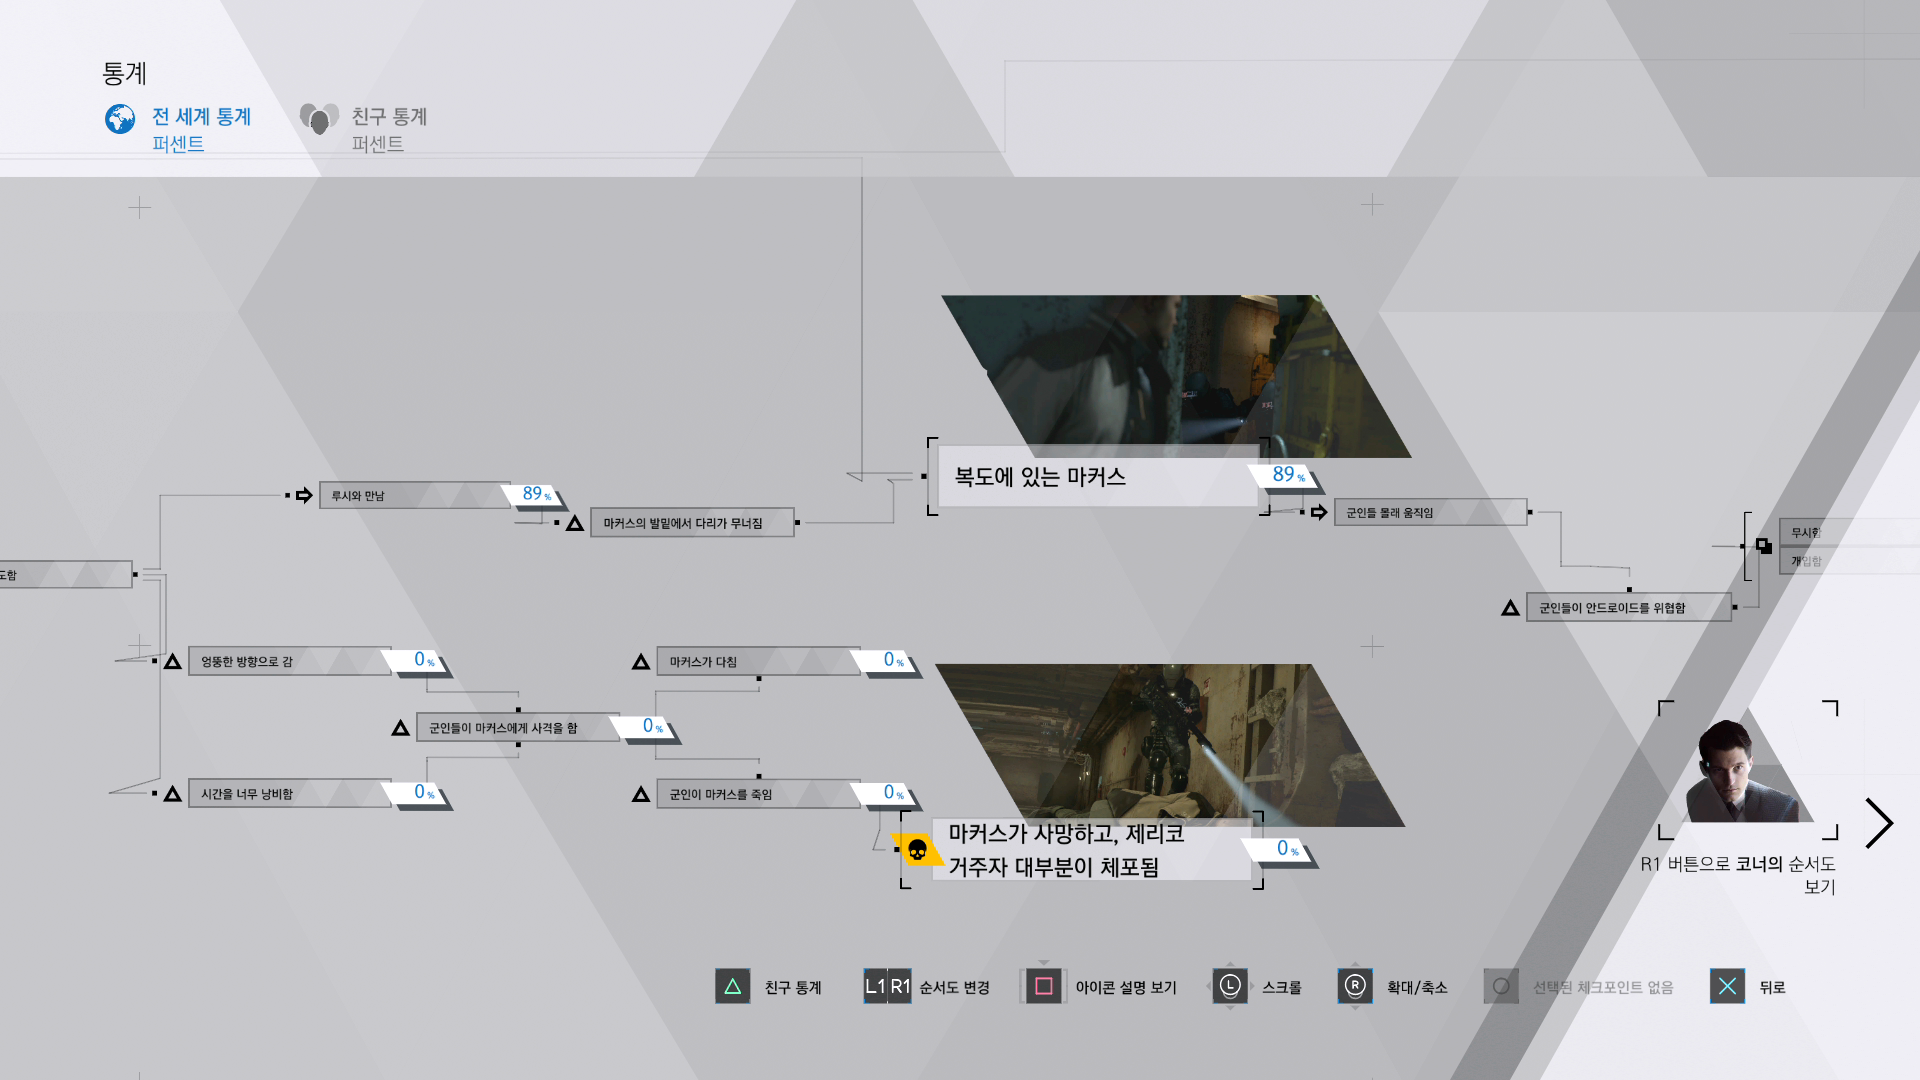 통계
전 세계 통계
퍼센트
친구 통계
퍼센트
루시와 만남
89%
마커스의 발밑에서 다리가 무너짐
복도에 있는 마커스
89%
군인들 몰래 움직임
무시함
개입함
도함
군인들이 안드로이드를 위협함
엉뚱한 방향으로 감
0%
마커스가 다침
0%
군인들이 마커스에게 사격을 함
0%
시간을 너무 낭비함
0%
군인이 마커스를 죽임
0%
마커스가 사망하고, 제리코
거주자 대부분이 체포됨
0%
R1 버튼으로 코너의 순서도
보기
친구 통계
L1 R1 순서도 변경
아이콘 설명 보기
L 스크롤
R 확대/축소
선택된 체크포인트 없음
뒤로